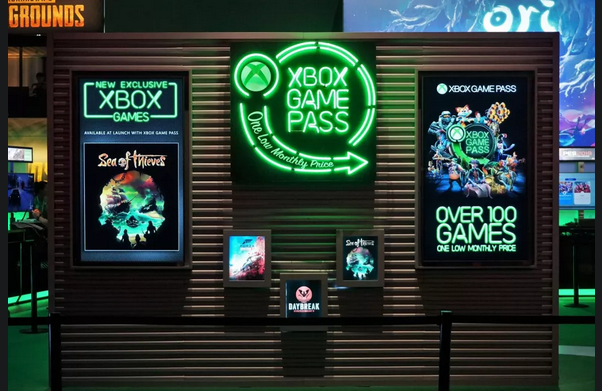 GROUNDS
ori
NEW EXCLUSIVE
XBOX
GAMES
AVAILABLE AT LAUNCH WITH XBOX GAME PASS
Sea of Thieves
XBOX
GAME
PASS
One Low Monthly Price
XBOX GAME PASS
XBOX
GAME
PASS
OVER 100
GAMES
ONE LOW MONTHLY PRICE
Sea of Thieves
DAYBREAK